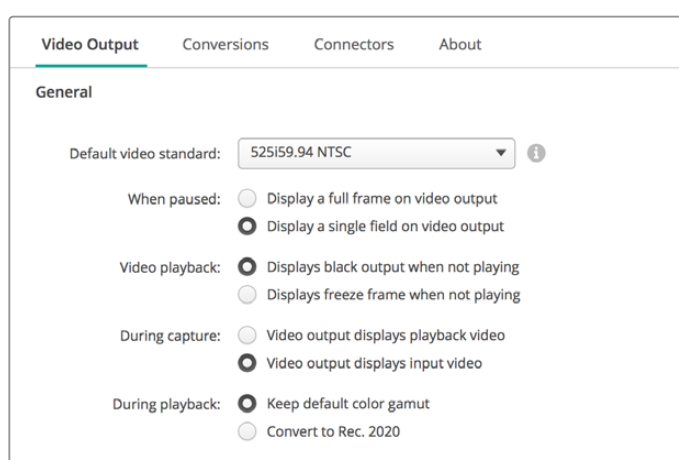 Video Output Conversions Connectors About
General
Default video standard: 525i59.94 NTSC
When paused: Display a full frame on video output
Display a single field on video output
Video playback: Displays black output when not playing
Displays freeze frame when not playing
During capture: Video output displays playback video
Video output displays input video
During playback: Keep default color gamut
Convert to Rec. 2020